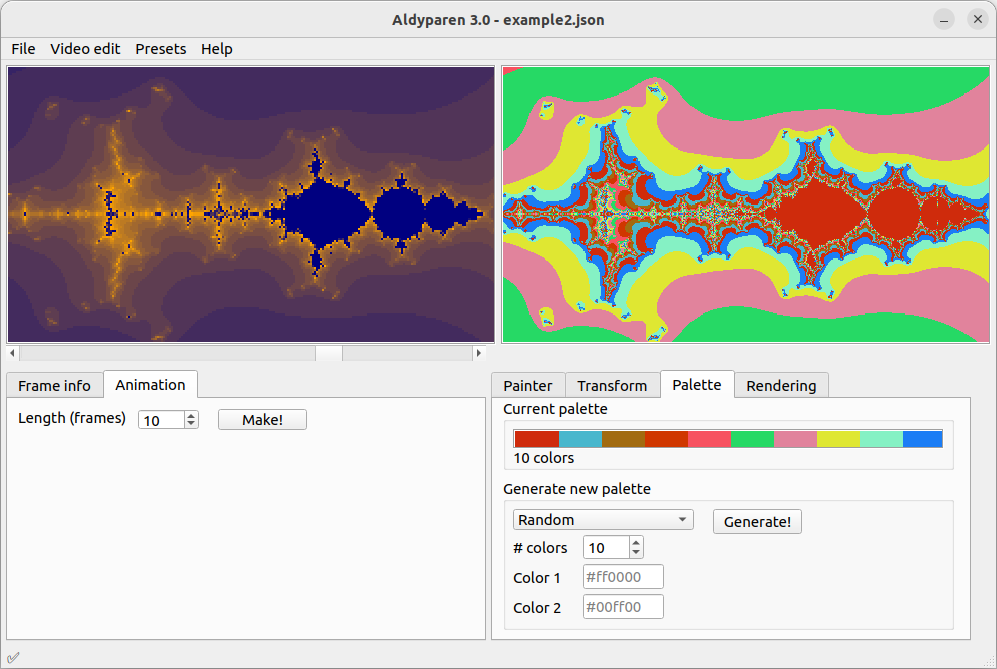 Aldyparen 3.0 - example2.json
File Video edit Presets Help
Frame info Animation
Length (frames) 10 Make!
Painter Transform Palette Rendering
Current palette
10 colors
Generate new palette
Random Generate!
# colors 10
Color 1 #ff0000
Color 2 #00ff00